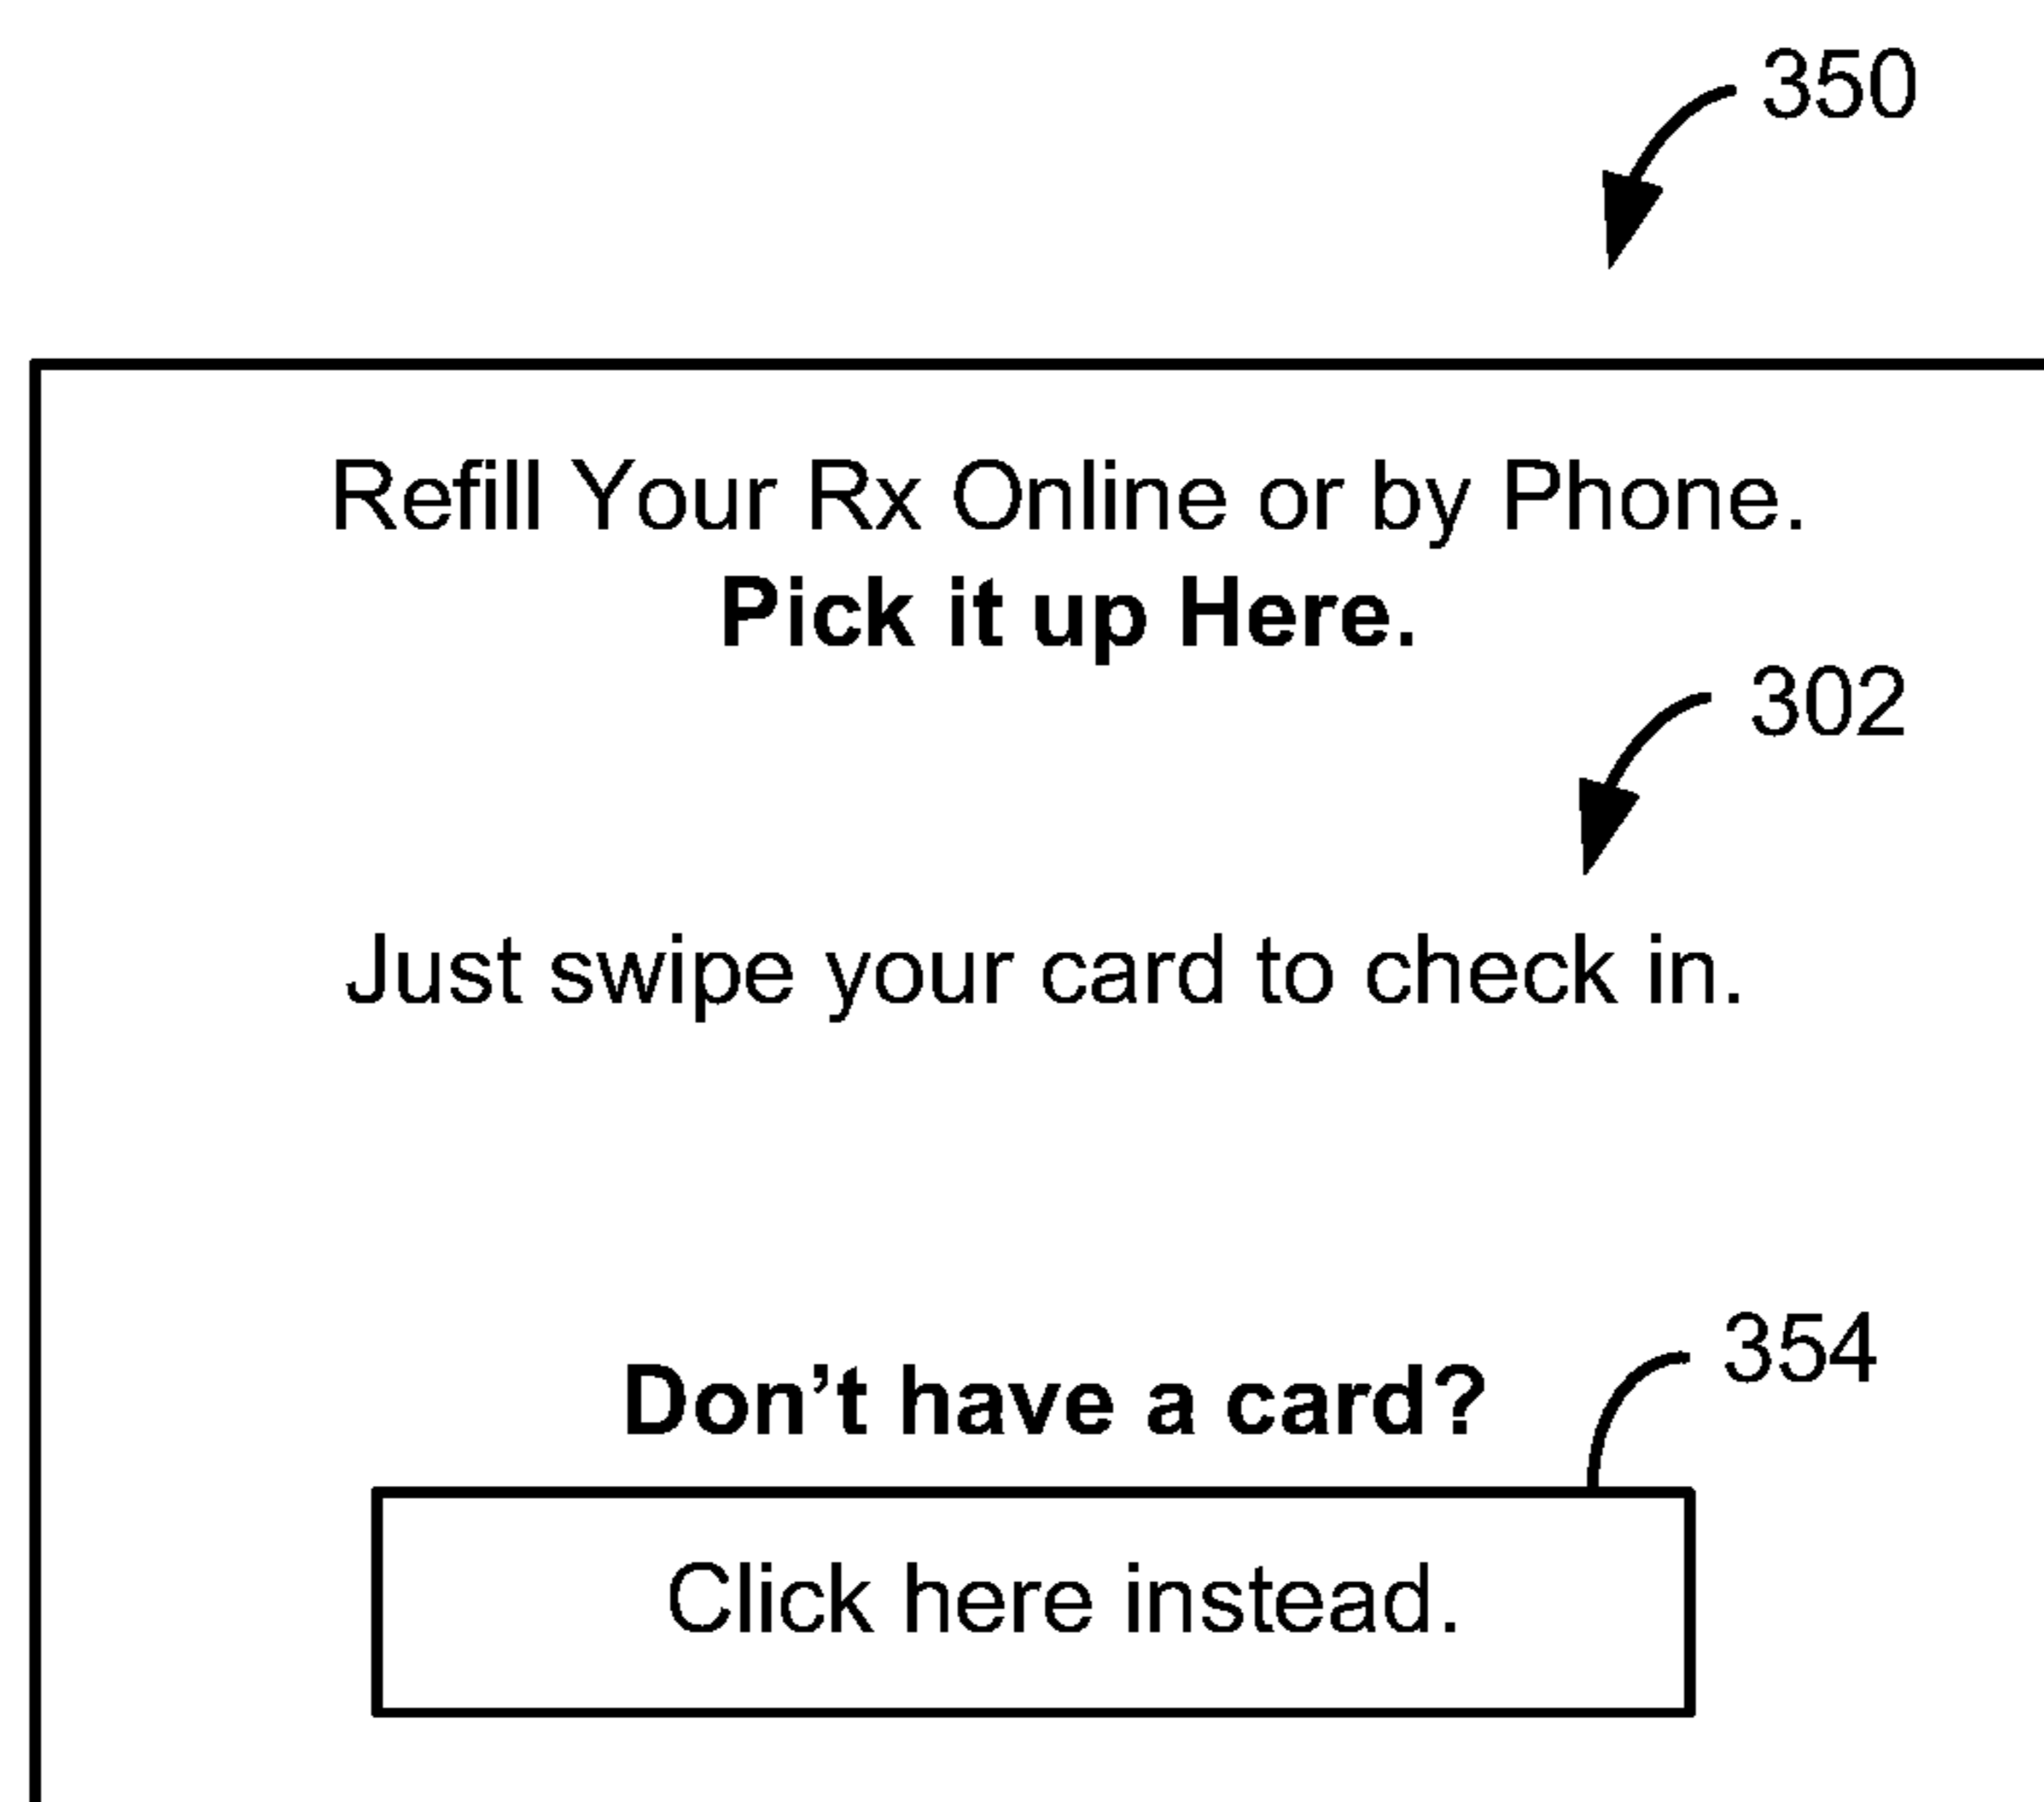 350
Refill Your Rx Online or by Phone.
Pick it up Here.
302
Just swipe your card to check in.
354
Don’t have a card?
Click here instead.